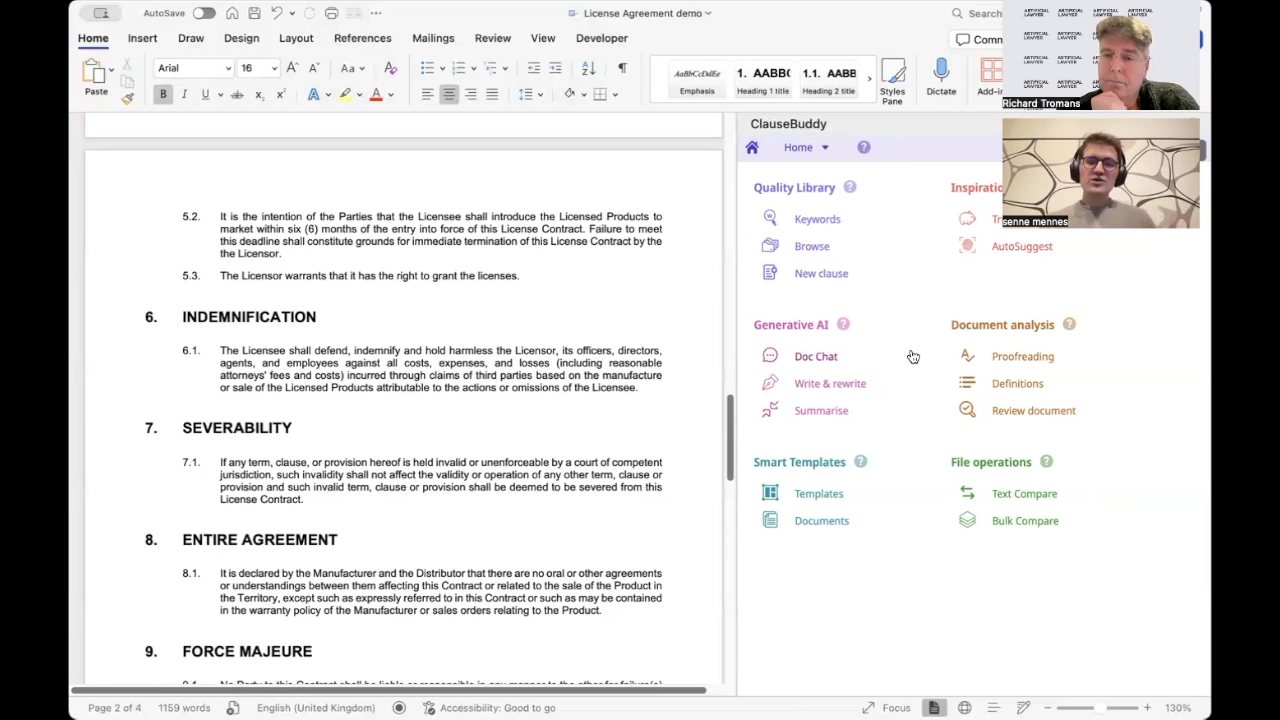 AutoSave
License Agreement demo
Search
Home
Insert
Draw
Design
Layout
References
Mailings
Review
View
Developer
Paste
Arial
16
AaBbCcDdEe
Emphasis
1. AABB
Heading 1 title
1.1. AABB
Heading 2 title
Styles
Pane
Dictate
Add-in
ARTIFICIAL
LAWYER
Richard Tromans
senne mennes
5.2. It is the intention of the Parties that the Licensee shall introduce the Licensed Products to
market within six (6) months of the entry into force of this License Contract. Failure to meet
this deadline shall constitute grounds for immediate termination of this License Contract by the
the Licensor.
5.3. The Licensor warrants that it has the right to grant the licenses.
6. INDEMNIFICATION
6.1. The Licensee shall defend, indemnify and hold harmless the Licensor, its officers, directors,
agents, and employees against all costs, expenses, and losses (including reasonable
attorneys' fees and costs) incurred through claims of third parties based on the manufacture
or sale of the Licensed Products attributable to the actions or omissions of the Licensee.
7. SEVERABILITY
7.1. If any term, clause, or provision hereof is held invalid or unenforceable by a court of competent
jurisdiction, such invalidity shall not affect the validity or operation of any other term, clause or
provision and such invalid term, clause or provision shall be deemed to be severed from this
License Contract.
8. ENTIRE AGREEMENT
8.1. It is declared by the Manufacturer and the Distributor that there are no oral or other agreements
or understandings between them affecting this Contract or related to the sale of the Product in
the Territory, except such as expressly referred to in this Contract or such as may be contained
in the warranty policy of the Manufacturer or sales orders relating to the Product.
9. FORCE MAJEURE
ClauseBuddy
Home
Quality Library
Keywords
Browse
New clause
AutoSuggest
Generative AI
Doc Chat
Write & rewrite
Summarise
Document analysis
Proofreading
Definitions
Review document
Smart Templates
Templates
Documents
File operations
Text Compare
Bulk Compare
Page 2 of 4
1159 words
English (United Kingdom)
Accessibility: Good to go
Focus
130%